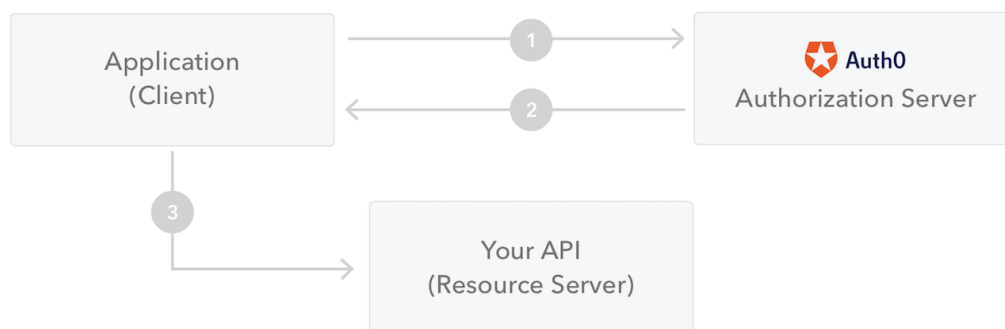 Application
(Client)
1
Auth0
Authorization Server
2
3
Your API
(Resource Server)